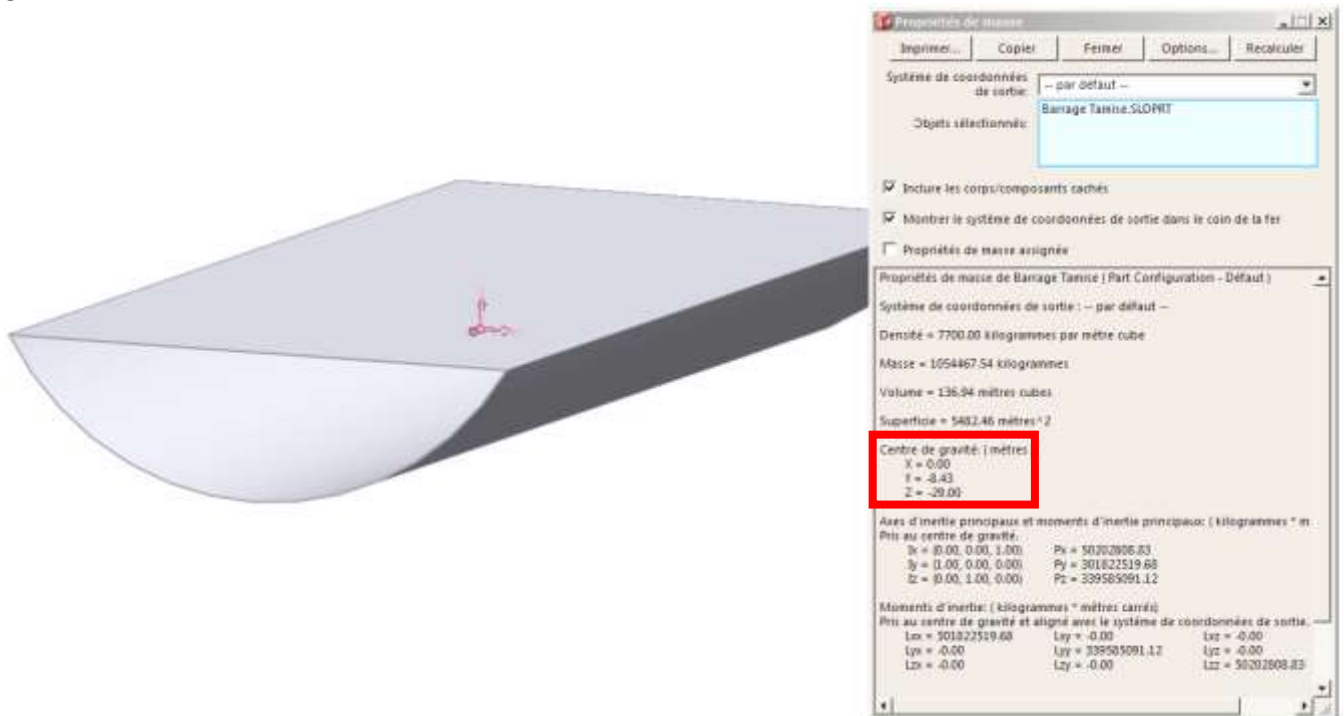 Propriétés de masse
Imprimer... Copier Fermer Options... Recalculer
Système de coordonnées de sortie: -- par défaut --
Objets sélectionnés: Barrage Tamise.SLDPRT
Inclure les corps/composants cachés
Montrer le système de coordonnées de sortie dans le coin de la fer
Propriétés de masse assignée
Propriétés de masse de Barrage Tamise ( Part Configuration - Défaut )
Système de coordonnées de sortie : -- par défaut --
Densité = 7700.00 kilogrammes par mètre cube
Masse = 1054467.54 kilogrammes
Volume = 136.94 mètres cubes
Superficie = 5482.46 mètres^2
Centre de gravité: ( mètres
X = 0.00
Y = -8.43
Z = -29.00
Axes d'inertie principaux et moments d'inertie principaux: ( kilogrammes * m
Pris au centre de gravité.
Ix = (0.00, 0.00, 1.00) Px = 50202808.83
Iy = (1.00, 0.00, 0.00) Py = 301822519.68
Iz = (0.00, 1.00, 0.00) Pz = 339585091.12
Moments d'inertie: ( kilogrammes * mètres carrés)
Pris au centre de gravité et aligné avec le système de coordonnées de sortie.
Lxx = 301822519.68 Lxy = -0.00 Lxz = -0.00
Lyx = -0.00 Lyy = 339585091.12 Lyz = -0.00
Lzx = -0.00 Lzy = -0.00 Lzz = 50202808.83